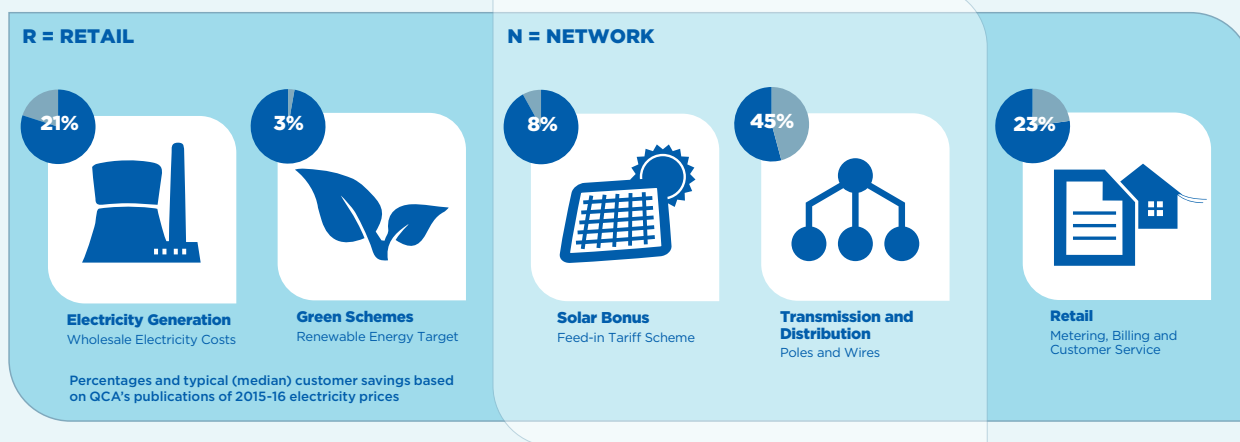 R = RETAIL
N = NETWORK
21%
3%
8%
45%
23%
Electricity Generation
Wholesale Electricity Costs
Green Schemes
Renewable Energy Target
Solar Bonus
Feed-in Tariff Scheme
Transmission and
Distribution
Poles and Wires
Retail
Metering, Billing and
Customer Service
Percentages and typical (median) customer savings based
on QCA’s publications of 2015-16 electricity prices